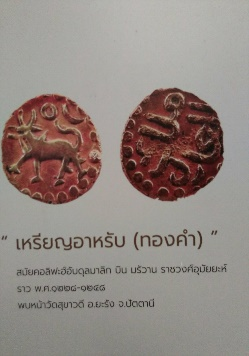 “ เหรียญอาหรับ (ทองคำ) ”
สมัยคอลิฟะฮ์อับดุลมาลิก บิน มัรวาน ราชวงศ์อุมัยยะห์
ราว พ.ศ.๑๒๒๘-๑๒๔๘
พบหน้าวัดสุขาวดี อ.ยะรัง จ.ปัตตานี